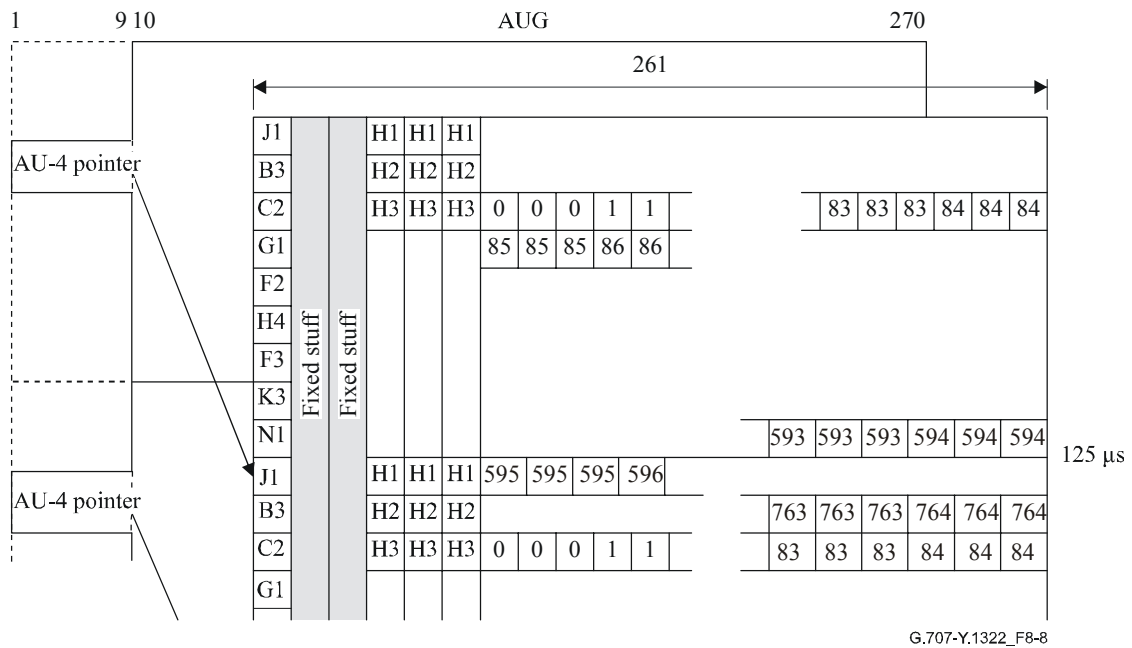 1 9 10 AUG 270
261
J1 H1 H1 H1
AU-4 pointer B3 H2 H2 H2
C2 H3 H3 H3 0 0 0 1 1 83 83 83 84 84 84
G1 85 85 85 86 86
F2
H4
Fixed stuff Fixed stuff
F3
K3
N1 593 593 593 594 594 594
125 µs
J1 H1 H1 H1 595 595 595 596
AU-4 pointer B3 H2 H2 H2 763 763 763 764 764 764
C2 H3 H3 H3 0 0 0 1 1 83 83 83 84 84 84
G1
G.707-Y.1322_F8-8